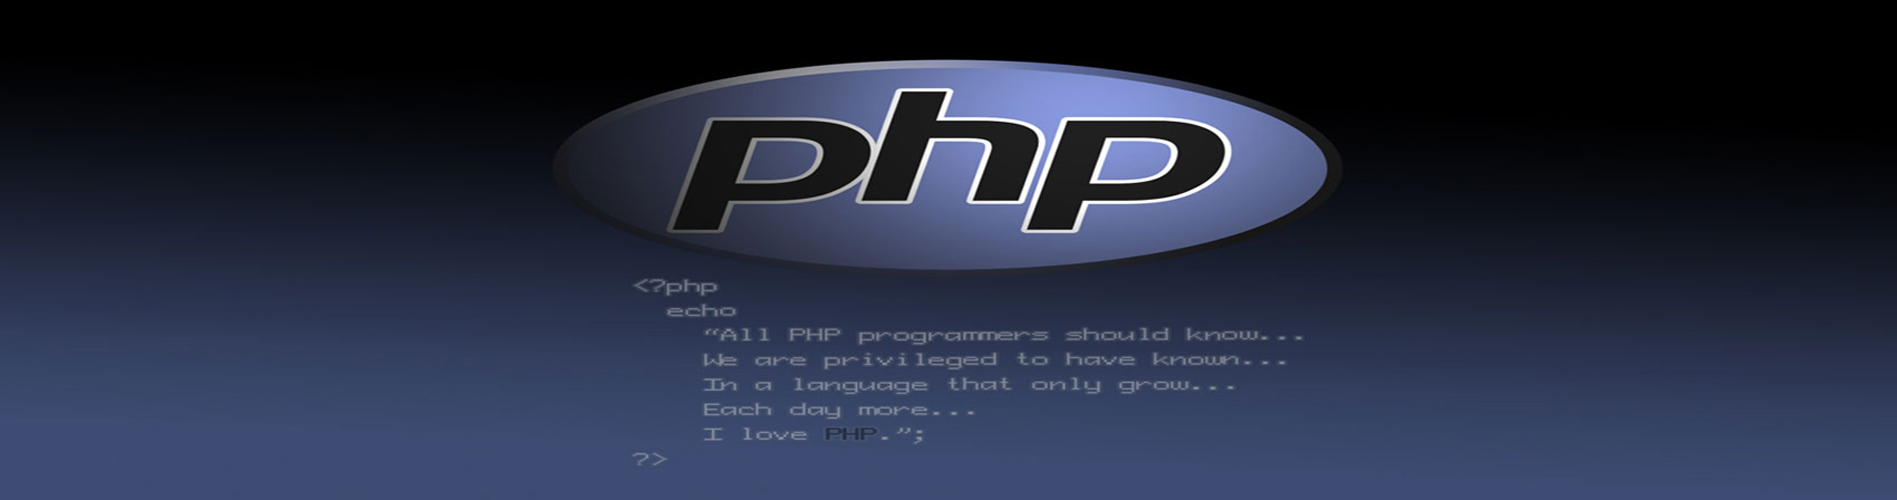 php
<?php
echo
“All PHP programmers should know...
We are privileged to have known...
In a language that only grow...
Each day more...
I love PHP.”;
?>